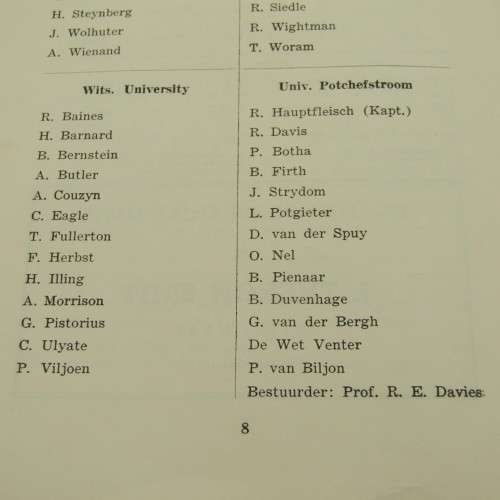 H. Steynberg
J. Wolhuter
A. Wienand
R. Siedle
R. Wightman
T. Woram
Wits. University
R. Baines
H. Barnard
B. Bernstein
A. Butler
A. Couzyn
C. Eagle
T. Fullerton
F. Herbst
H. Illing
A. Morrison
G. Pistorius
C. Ulyate
P. Viljoen
Univ. Potchefstroom
R. Hauptfleisch (Kapt.)
R. Davis
P. Botha
B. Firth
J. Strydom
L. Potgieter
D. van der Spuy
O. Nel
B. Pienaar
B. Duvenhage
G. van der Bergh
De Wet Venter
P. van Biljon
Bestuurder: Prof. R. E. Davies
8